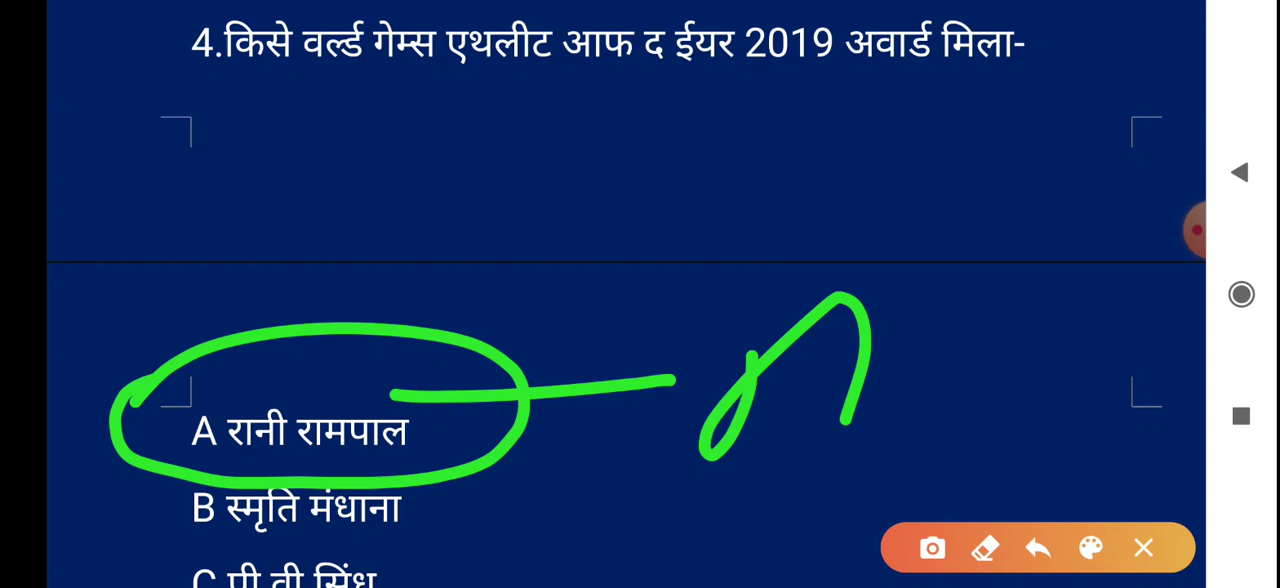 4.किसे वर्ल्ड गेम्स एथलीट आफ द ईयर 2019 अवार्ड मिला-
A रानी रामपाल
B स्मृति मंधाना
C पी वी सिंधु